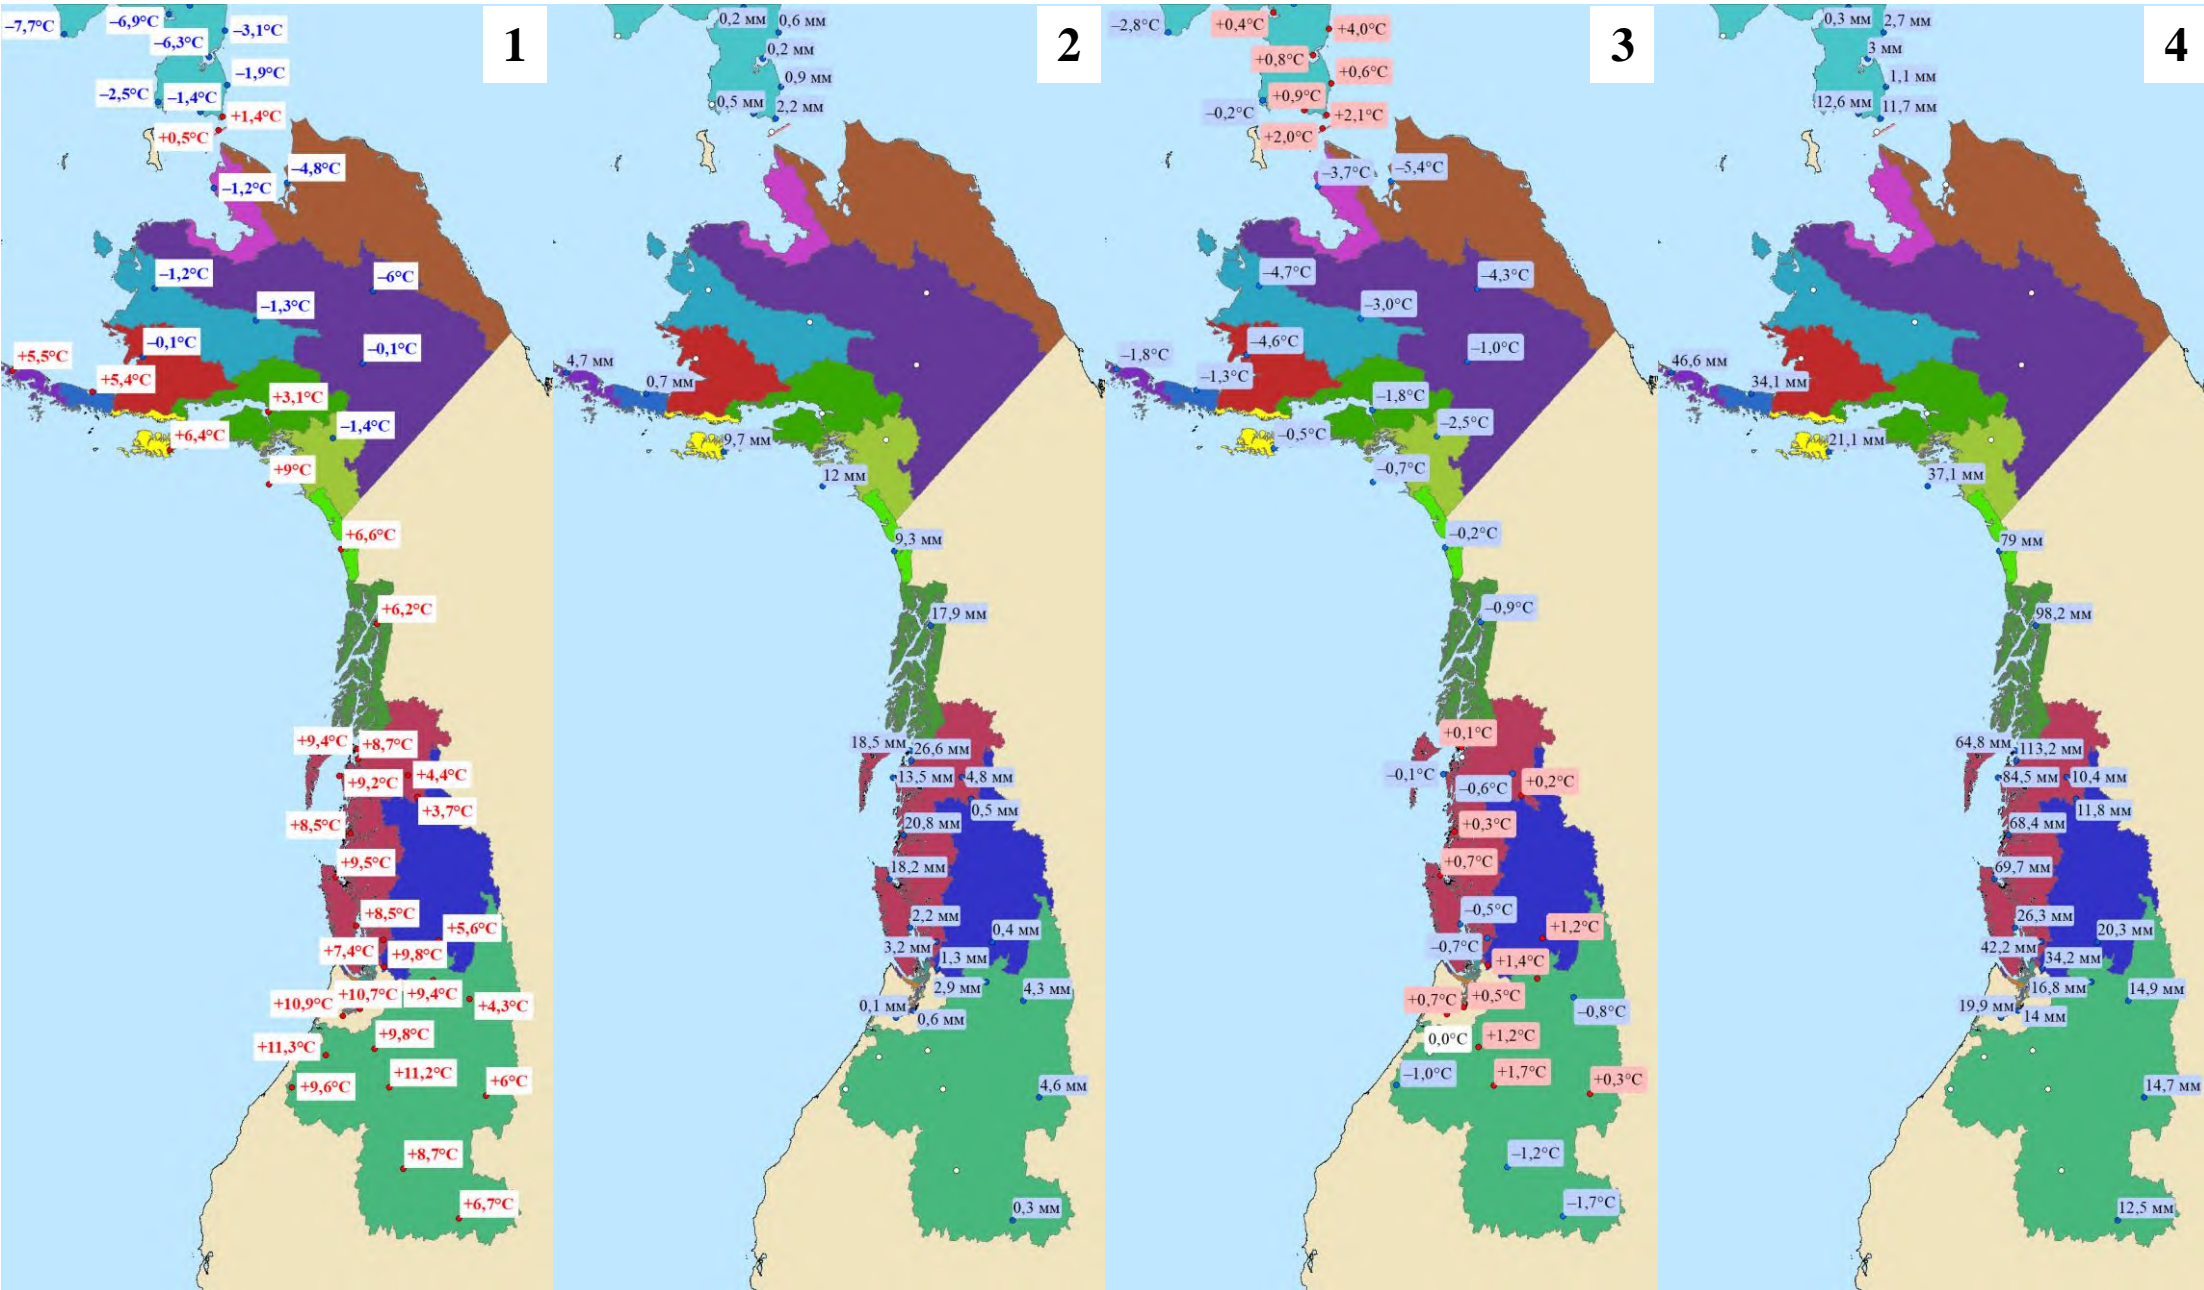 1
–7,7°C
–6,9°C
–6,3°C
–3,1°C
–1,9°C
–2,5°C
–1,4°C
+1,4°C
+0,5°C
–4,8°C
–1,2°C
–1,2°C
–6°C
–1,3°C
–0,1°C
–0,1°C
+5,5°C
+5,4°C
+3,1°C
–1,4°C
+6,4°C
+9°C
+6,6°C
+6,2°C
+9,4°C
+8,7°C
+9,2°C
+4,4°C
+3,7°C
+8,5°C
+9,5°C
+8,5°C
+5,6°C
+7,4°C
+9,8°C
+10,7°C
+9,4°C
+10,9°C
+4,3°C
+9,8°C
+11,3°C
+11,2°C
+9,6°C
+6°C
+8,7°C
+6,7°C
2
0,2 мм
0,6 мм
0,2 мм
0,9 мм
0,5 мм
2,2 мм
4,7 мм
0,7 мм
9,7 мм
12 мм
9,3 мм
17,9 мм
18,5 мм
26,6 мм
13,5 мм
4,8 мм
0,5 мм
20,8 мм
18,2 мм
2,2 мм
0,4 мм
3,2 мм
1,3 мм
2,9 мм
4,3 мм
0,1 мм
0,6 мм
4,6 мм
0,3 мм
3
–2,8°C
+0,4°C
+4,0°C
+0,8°C
+0,6°C
+0,9°C
–0,2°C
+2,1°C
+2,0°C
–3,7°C
–5,4°C
–4,7°C
–4,3°C
–3,0°C
–4,6°C
–1,0°C
–1,8°C
–1,3°C
–1,8°C
–2,5°C
–0,5°C
–0,7°C
–0,2°C
–0,9°C
+0,1°C
–0,1°C
–0,6°C
+0,2°C
+0,3°C
+0,7°C
–0,5°C
+1,2°C
–0,7°C
+1,4°C
+0,7°C
+0,5°C
–0,8°C
0,0°C
+1,2°C
–1,0°C
+1,7°C
+0,3°C
–1,2°C
–1,7°C
4
0,3 мм
2,7 мм
3 мм
1,1 мм
12,6 мм
11,7 мм
46,6 мм
34,1 мм
21,1 мм
37,1 мм
79 мм
98,2 мм
64,8 мм
113,2 мм
84,5 мм
10,4 мм
11,8 мм
68,4 мм
69,7 мм
26,3 мм
20,3 мм
42,2 мм
34,2 мм
16,8 мм
14,9 мм
19,9 мм
14 мм
14,7 мм
12,5 мм